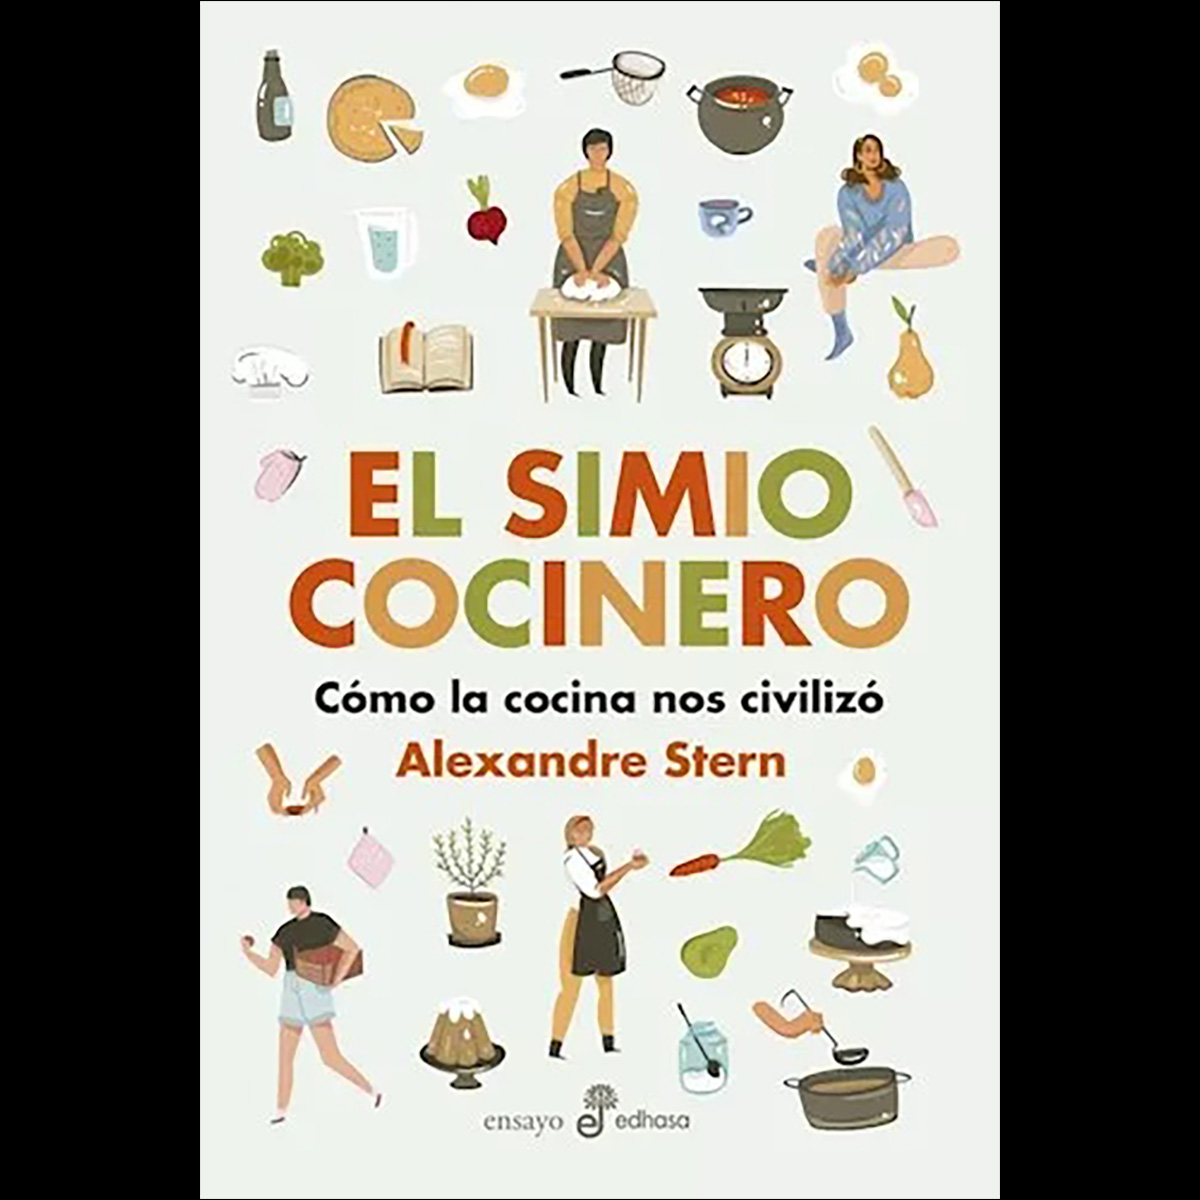 EL SIMIO
COCINERO
Cómo la cocina nos civilizó
Alexandre Stern
ensayo edhasa